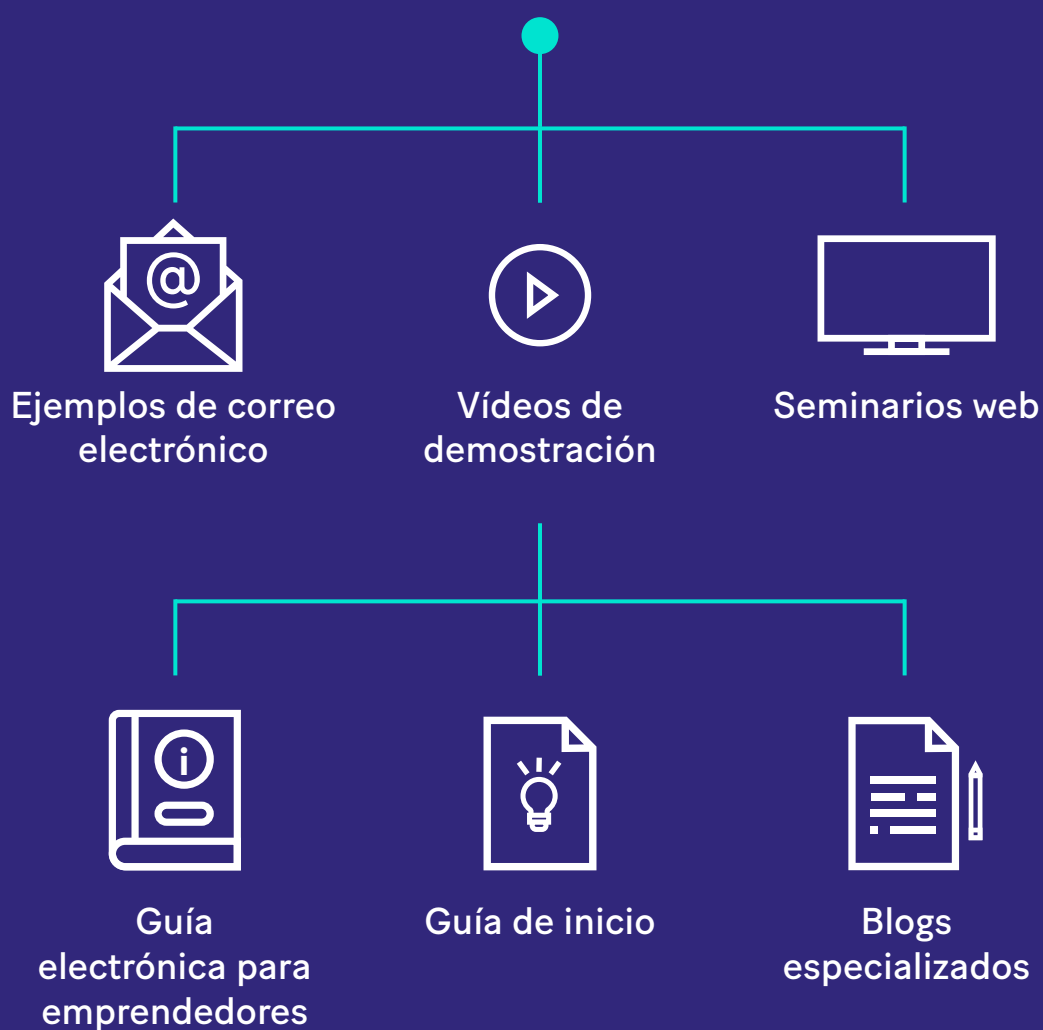 @
Ejemplos de correo
electrónico
Vídeos de
demostración
Seminarios web
i
Guía
electrónica para
emprendedores
Guía de inicio
Blogs
especializados